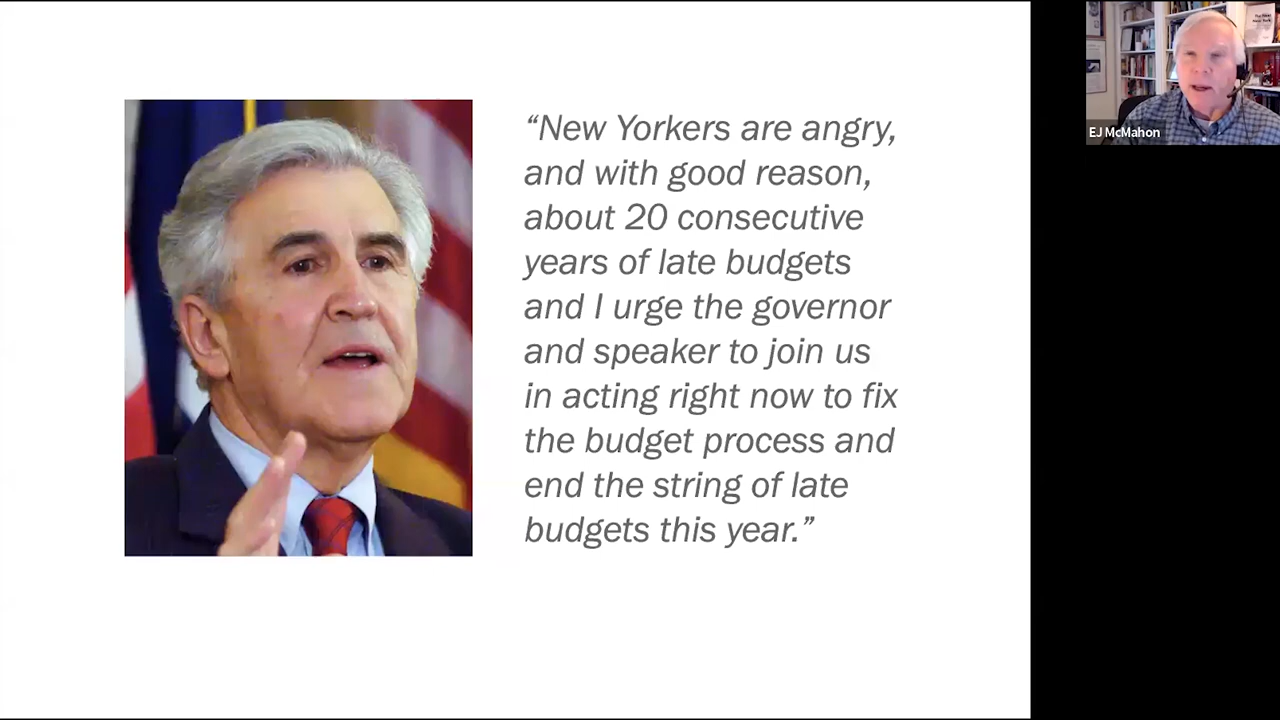 “New Yorkers are angry,
and with good reason,
about 20 consecutive
years of late budgets
and I urge the governor
and speaker to join us
in acting right now to fix
the budget process and
end the string of late
budgets this year.”
EJ McMahon